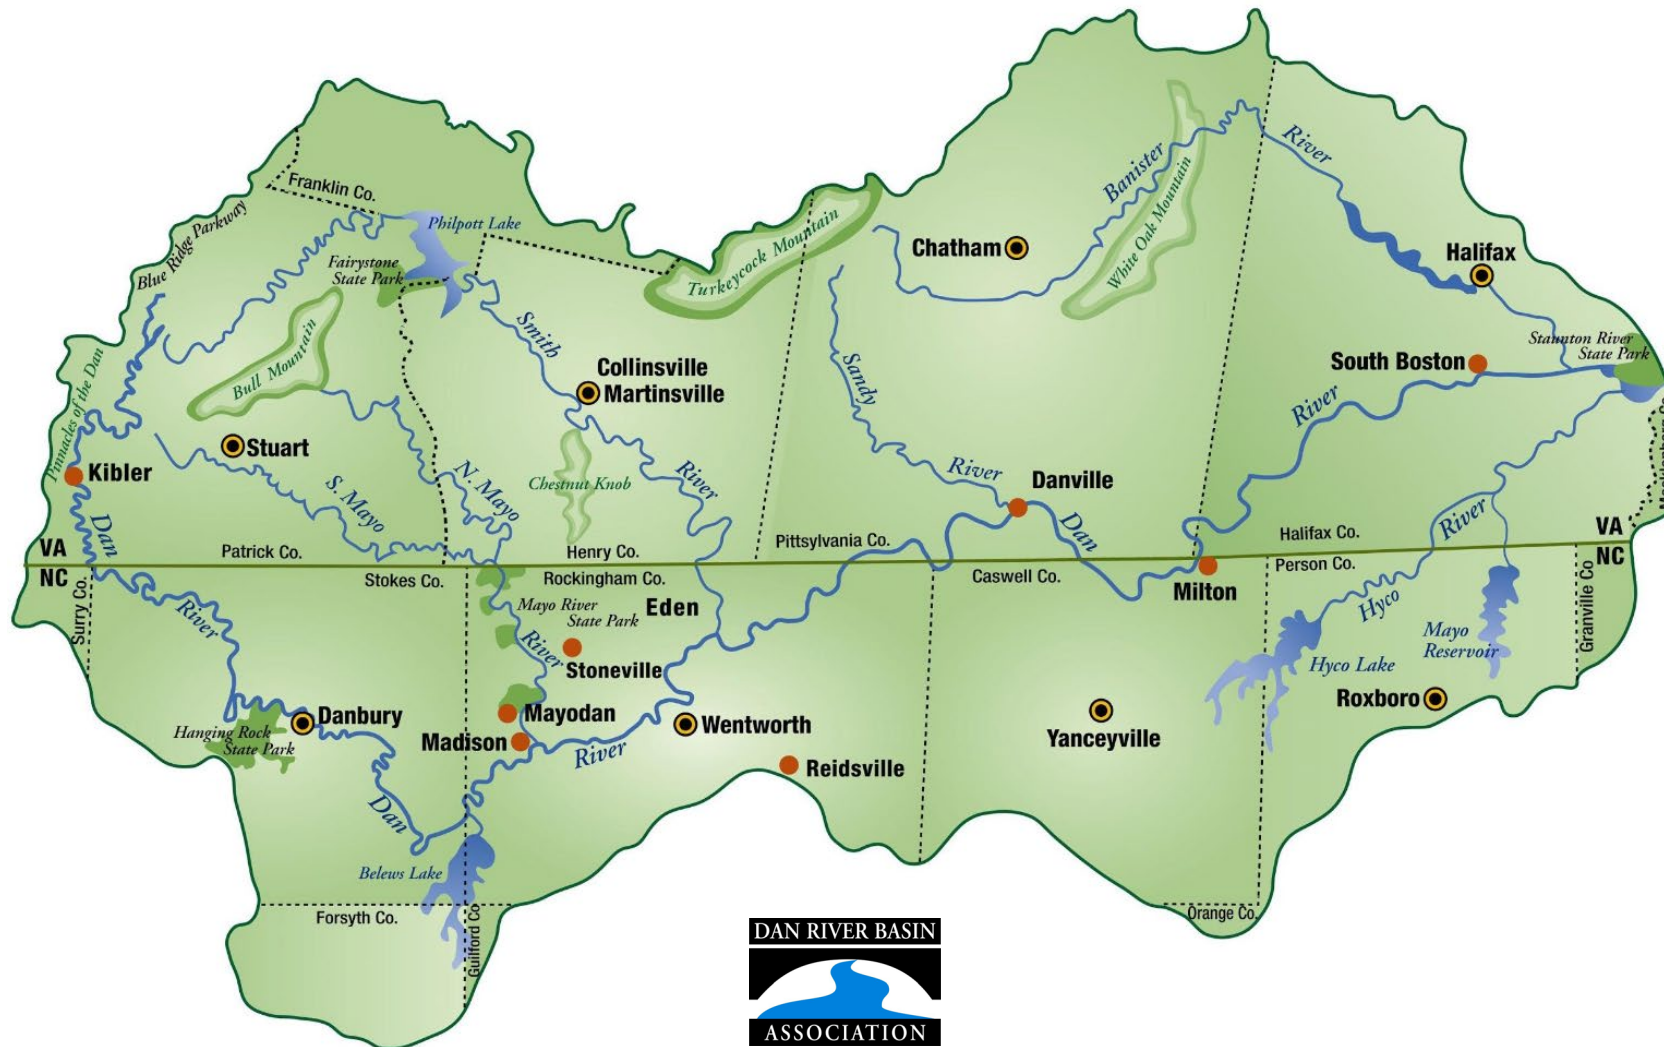 Franklin Co.
Blue Ridge Parkway
Philpott Lake
Fairystone
State Park
Turkeycock Mountain
Banister
River
White Oak Mountain
Chatham
Halifax
Bull Mountain
Smith
Collinsville
Martinsville
Sandy
Staunton River
State Park
South Boston
River
Pinnacles of the Dan
Stuart
Kibler
S. Mayo
N. Mayo
Chestnut Knob
River
River
Danville
Dan
Dan
River
VA
NC
Patrick Co.
Henry Co.
Pittsylvania Co.
Halifax Co.
VA
NC
Surry Co.
Stokes Co.
Rockingham Co.
Caswell Co.
Person Co.
Granville Co
Milton
Eden
Mayo River
State Park
River
River
Stoneville
Hyco
Hyco Lake
Mayo
Reservoir
Roxboro
Hanging Rock
State Park
Danbury
Mayodan
Madison
River
Wentworth
Reidsville
Yanceyville
Dan
Belews Lake
Forsyth Co.
Guilford Co
Orange Co.
DAN RIVER BASIN
ASSOCIATION